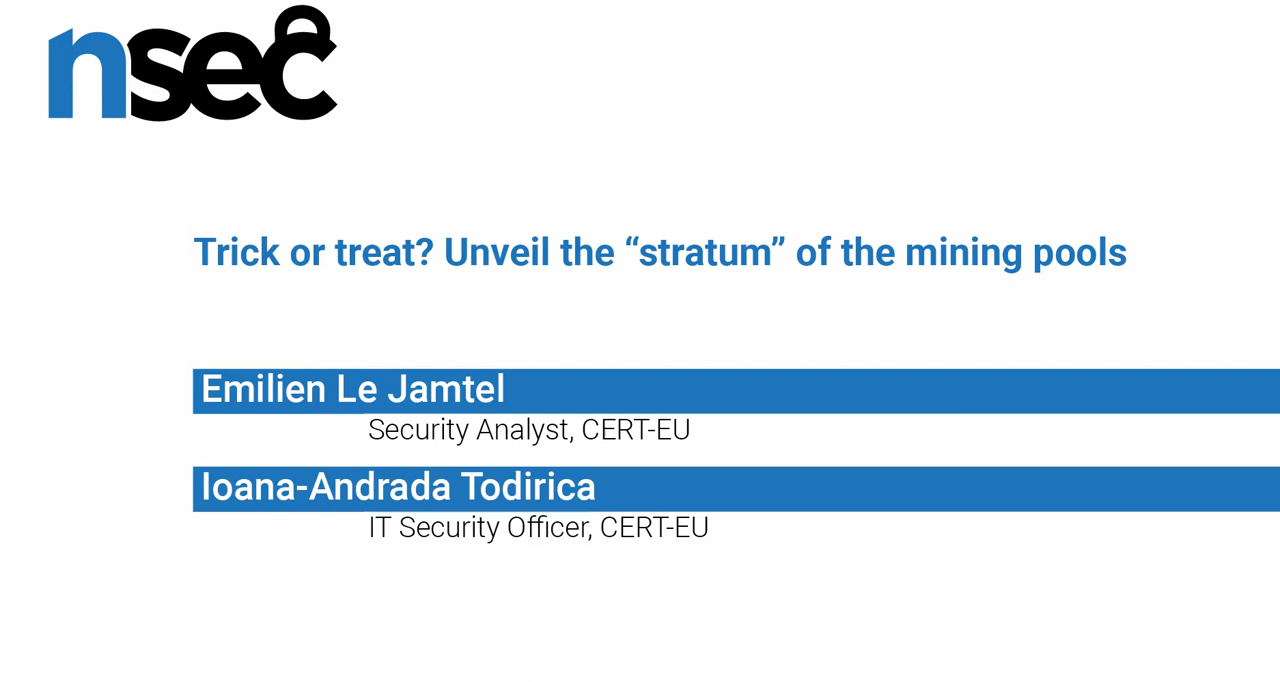 nsec
Trick or treat? Unveil the “stratum” of the mining pools
Emilien Le Jamtel
Security Analyst, CERT-EU
Ioana-Andrada Todirica
IT Security Officer, CERT-EU